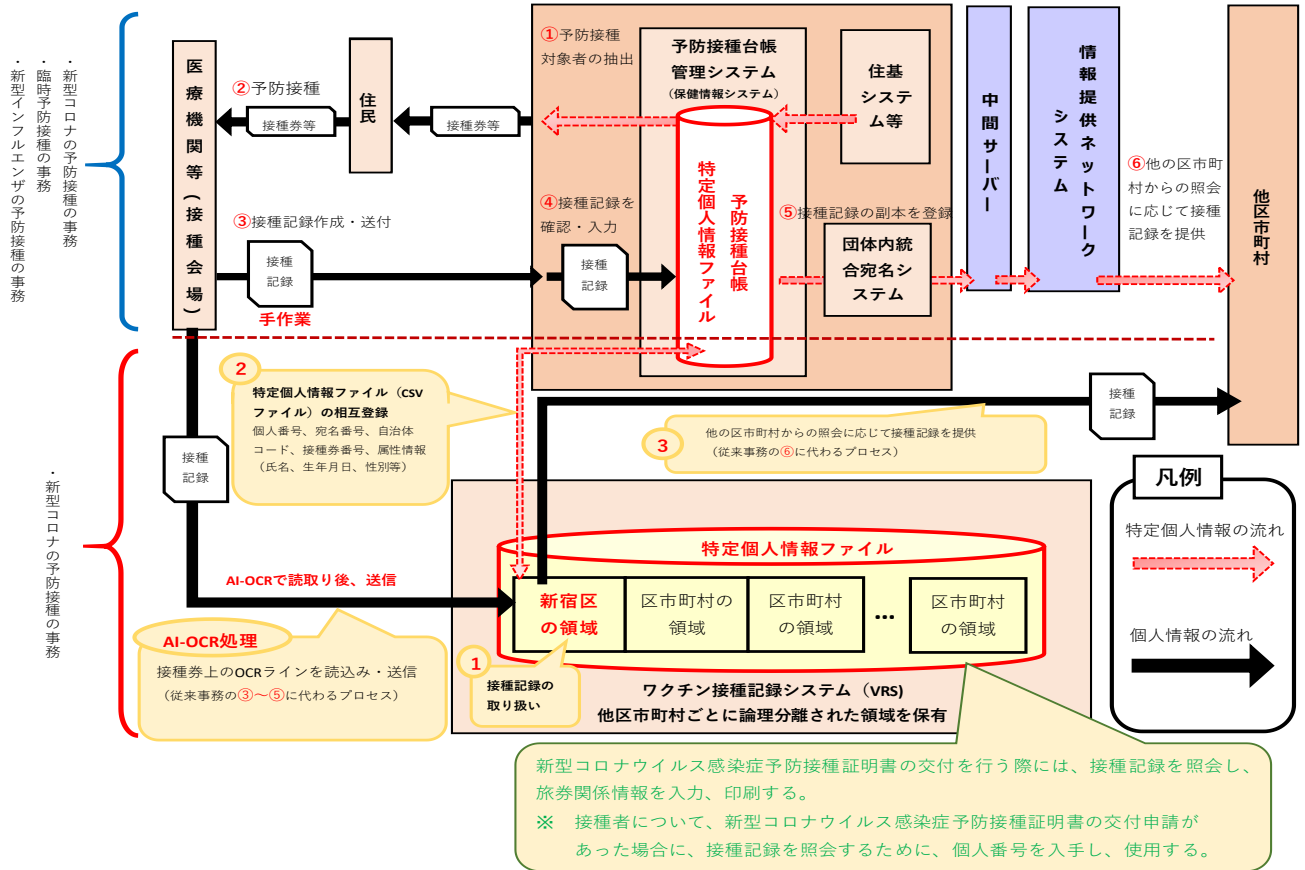 ・新型コロナの予防接種の事務
・臨時予防接種の事務
・新型インフルエンザの予防接種の事務
医療機関等(接種会場)
②予防接種
接種券等
住民
接種券等
③接種記録作成・送付
接種
記録
手作業
①予防接種
対象者の抽出
④接種記録を
確認・入力
接種
記録
予防接種台帳
管理システム
(保健情報システム)
予防接種台帳
特定個人情報ファイル
住基
システ
ム等
⑤接種記録の副本を登録
団体内統
合宛名シ
ステム
中間サーバー
情報提供ネットワーク
システム
⑥他の区市町
村からの照会
に応じて接種
記録を提供
他区市町村
・新型コロナの予防接種の事務
接種
記録
2
特定個人情報ファイル（CSV
ファイル）の相互登録
個人番号、宛名番号、自治体
コード、接種券番号、属性情報
（氏名、生年月日、性別等）
3
他の区市町村からの照会に応じて接種記録を提供
（従来事務の⑥に代わるプロセス）
接種
記録
AI-OCRで読取り後、送信
AI-OCR処理
接種券上のOCRラインを読込み・送信
（従来事務の③～⑤に代わるプロセス）
特定個人情報ファイル
新宿区
の領域
区市町村の
領域
区市町村
の領域
…
区市町村
の領域
1
接種記録の
取り扱い
ワクチン接種記録システム（VRS)
他区市町村ごとに論理分離された領域を保有
凡例
特定個人情報の流れ
個人情報の流れ
新型コロナウイルス感染症予防接種証明書の交付を行う際には、接種記録を照会し、
旅券関係情報を入力、印刷する。
※　接種者について、新型コロナウイルス感染症予防接種証明書の交付申請が
あった場合に、接種記録を照会するために、個人番号を入手し、使用する。